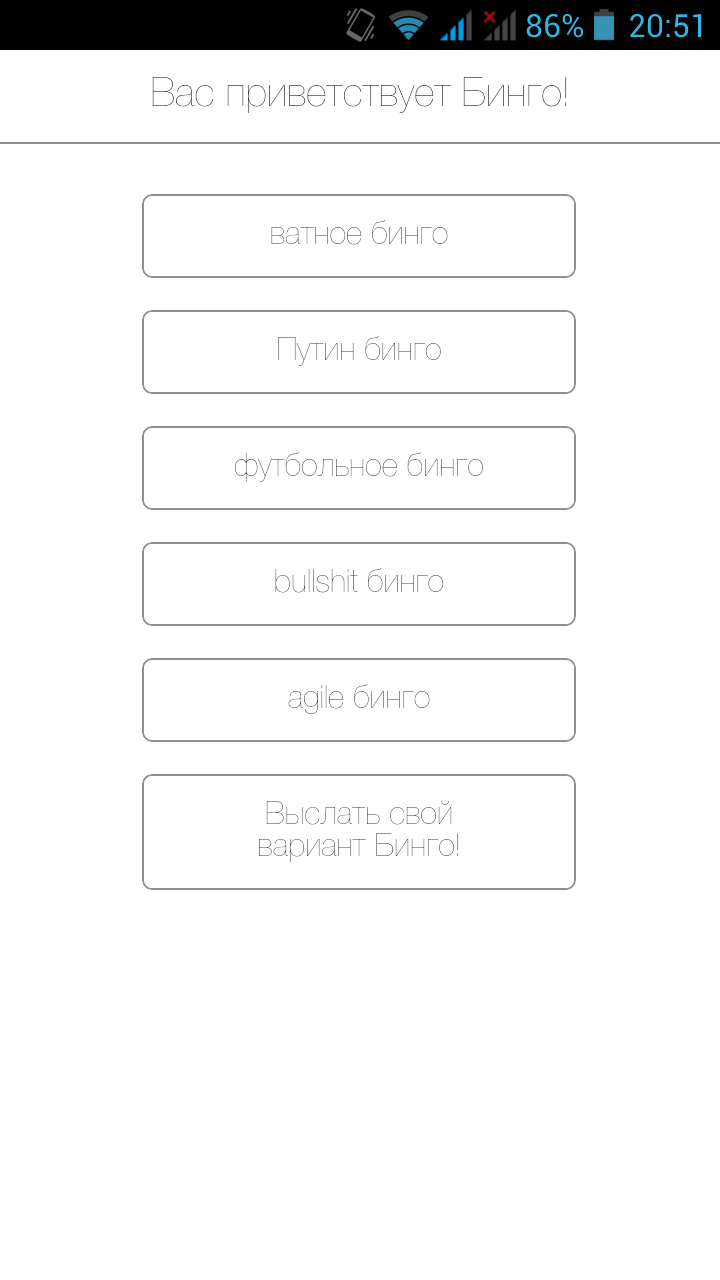 86% 20:51
Вас приветствует Бинго!
ватное бинго
Путин бинго
футбольное бинго
bullshit бинго
agile бинго
Выслать свой
вариант Бинго!